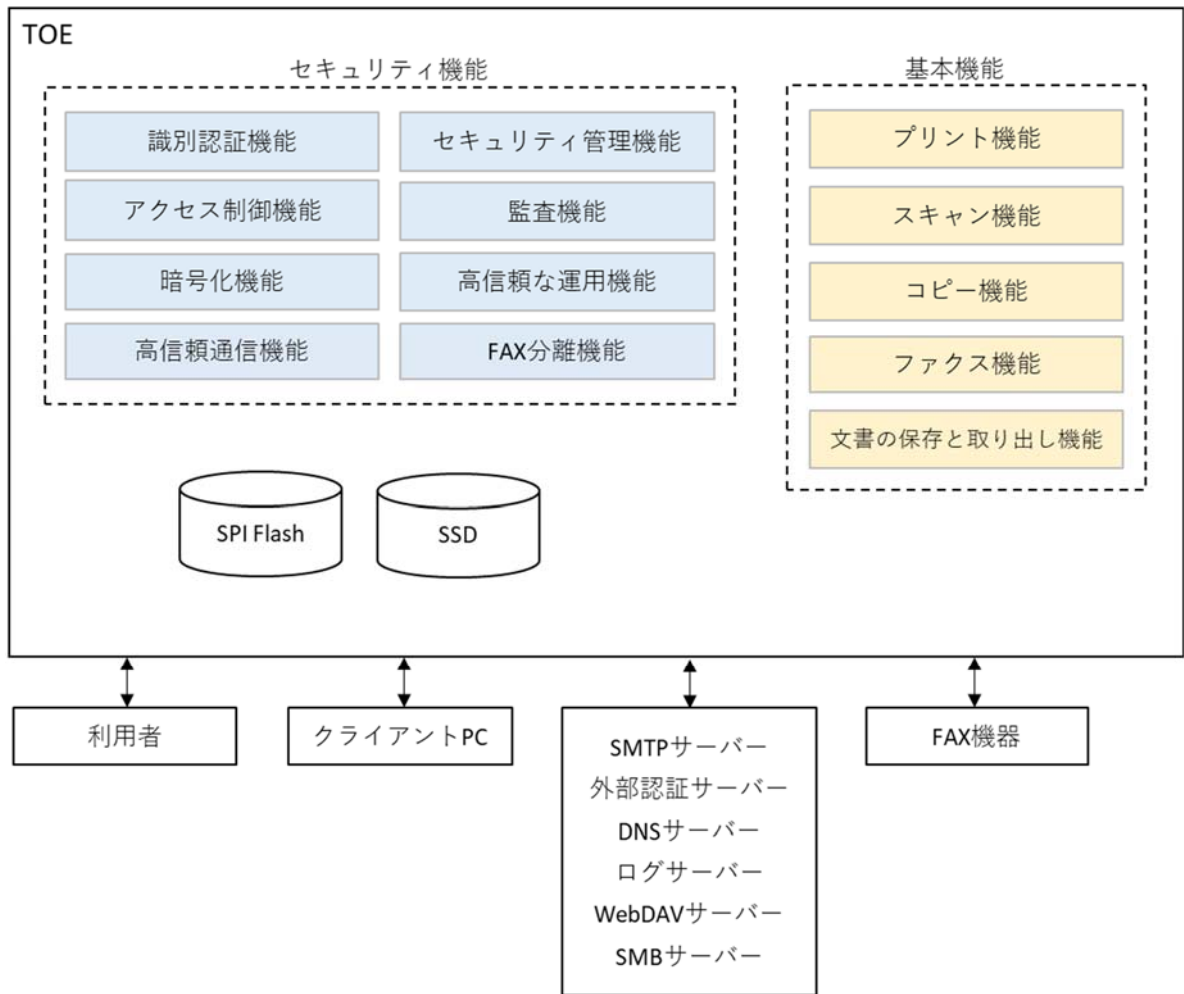 TOE
セキュリティ機能
識別認証機能
セキュリティ管理機能
アクセス制御機能
監査機能
暗号化機能
高信頼な運用機能
高信頼通信機能
FAX分離機能
基本機能
プリント機能
スキャン機能
コピー機能
ファクス機能
文書の保存と取り出し機能
SPI Flash
SSD
利用者
クライアントPC
SMTPサーバー
外部認証サーバー
DNSサーバー
ログサーバー
WebDAVサーバー
SMBサーバー
FAX機器